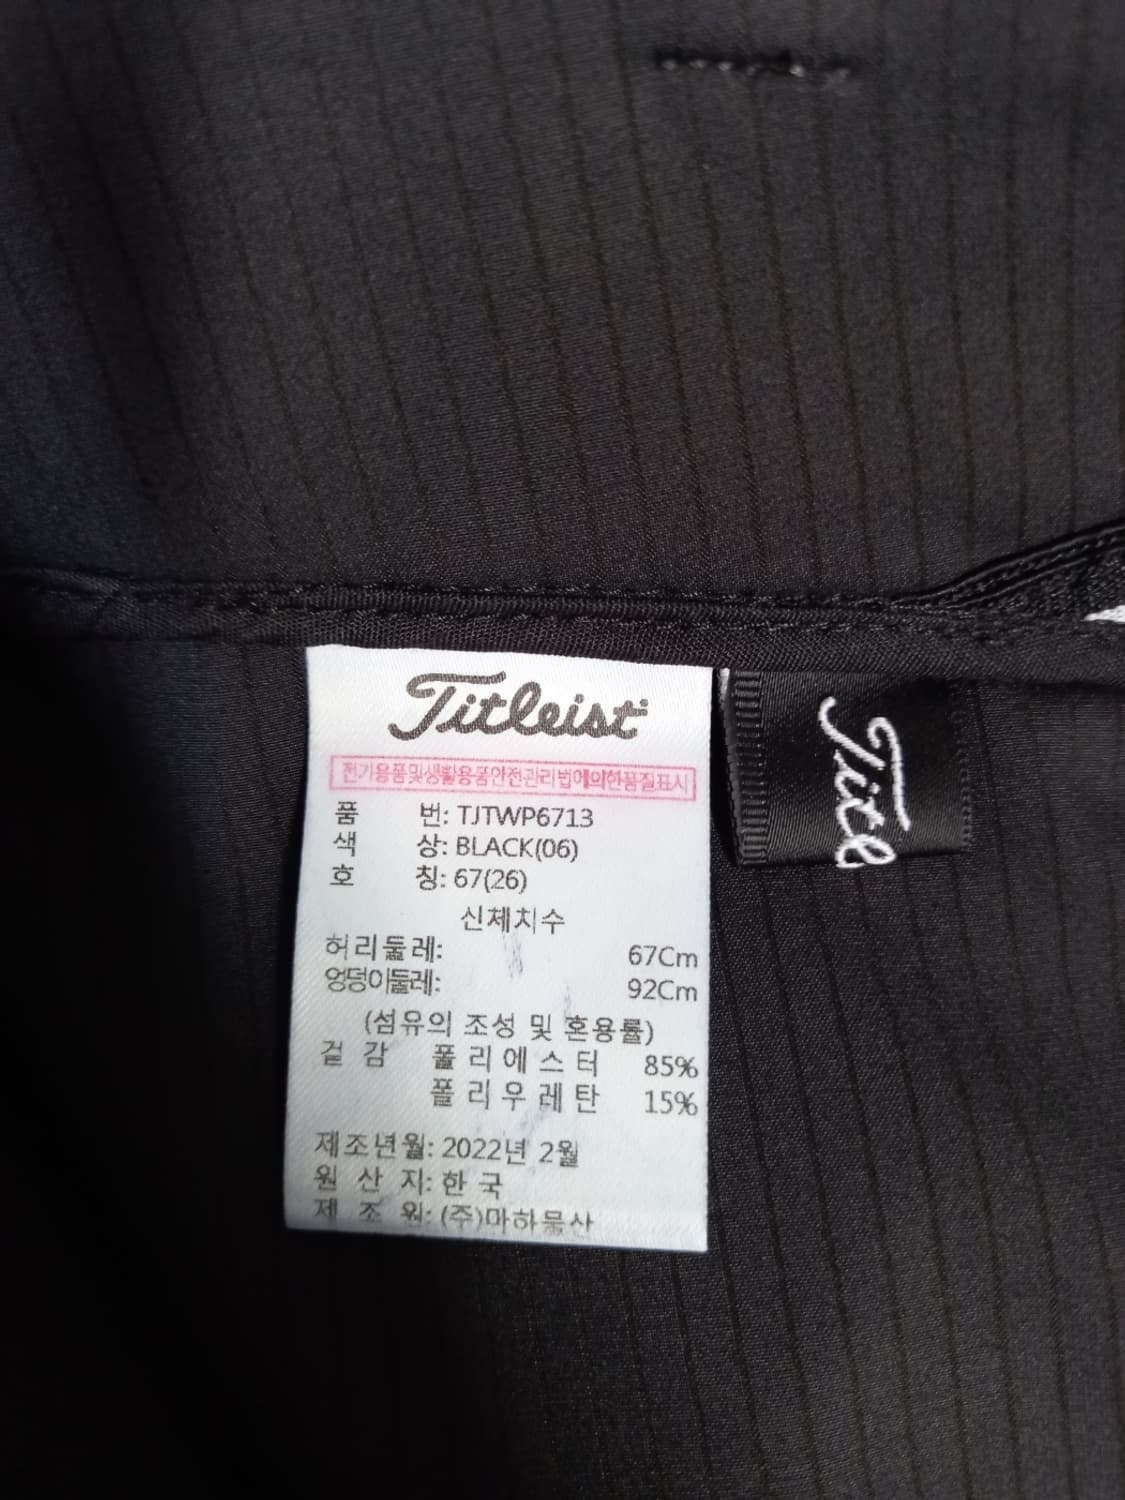 Titleist
전기용품및생활용품안전관리법에의한품질표시
품 번: TJTWP6713
색 상: BLACK(06)
호 칭: 67(26)
신체치수
허리둘레: 67Cm
엉덩이둘레: 92Cm
(섬유의 조성 및 혼용률)
겉 감 폴리에스터 85%
폴리우레탄 15%
제조년월: 2022년 2월
원 산 지: 한 국
제 조 원: (주)마하물산
Title